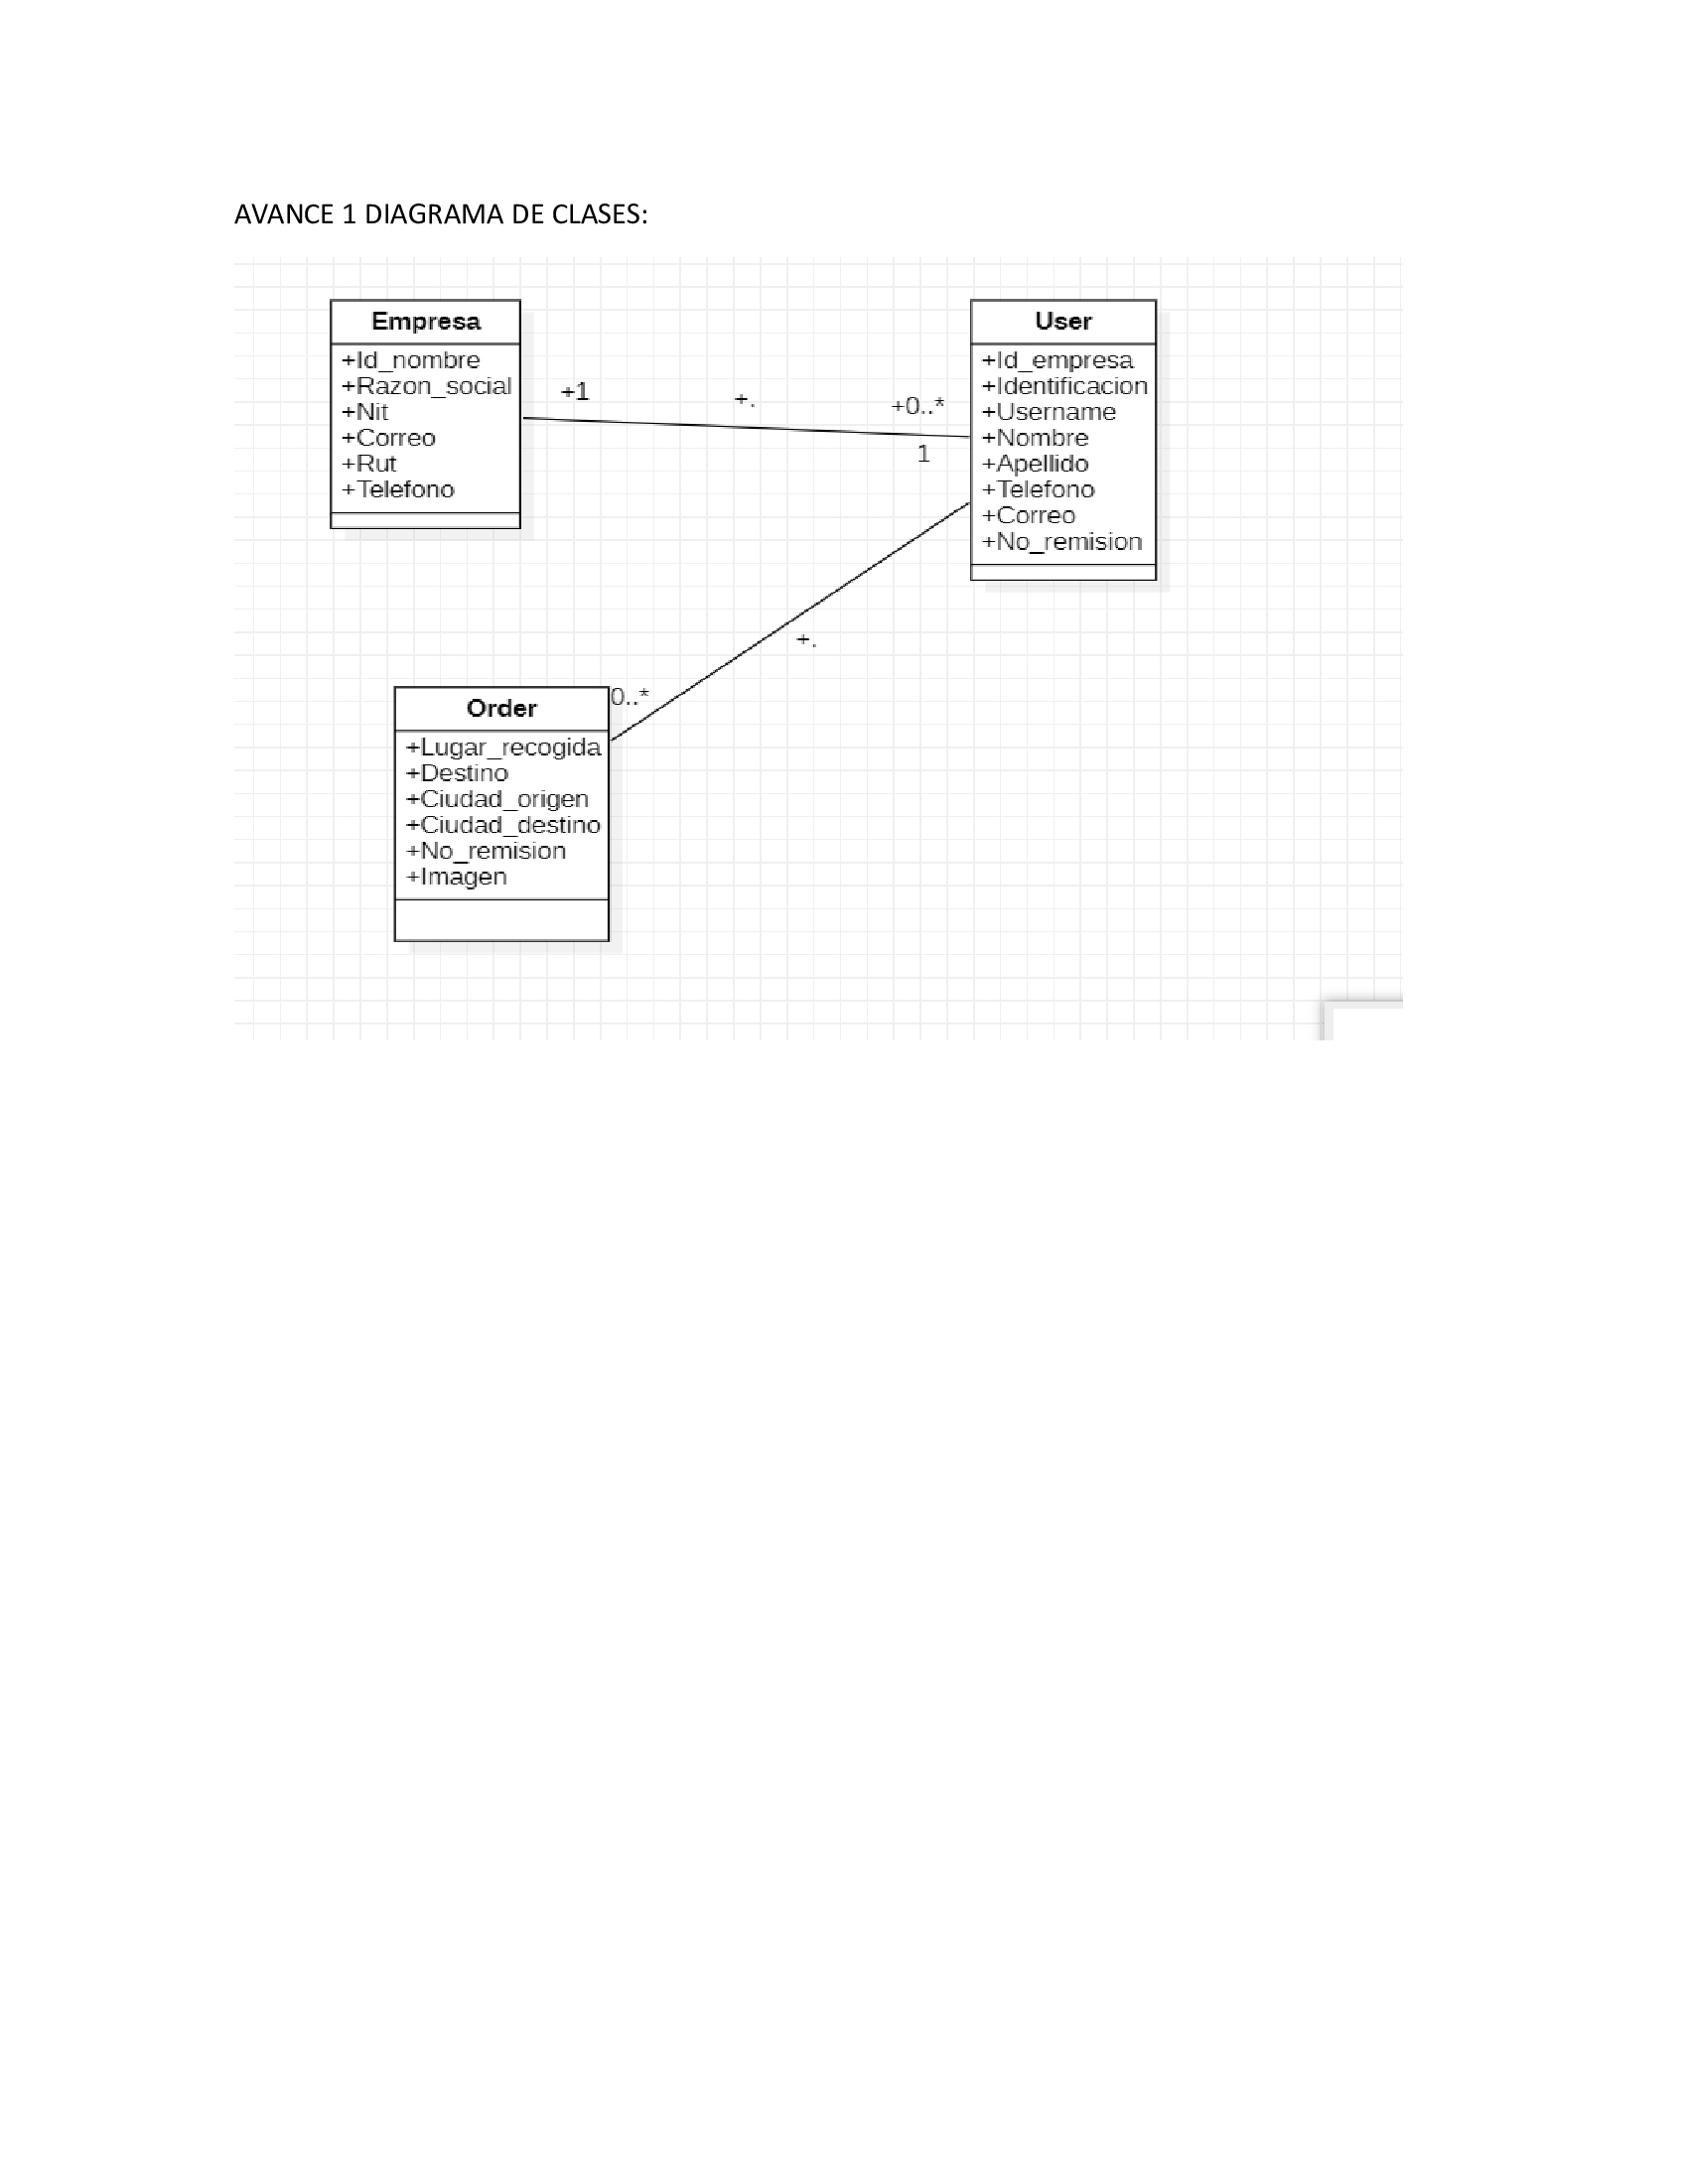 AVANCE 1 DIAGRAMA DE CLASES:
Empresa
+Id_nombre
+Razon_social
+Nit
+Correo
+Rut
+Telefono
+1
+.
+0..*
1
User
+Id_empresa
+Identificacion
+Username
+Nombre
+Apellido
+Telefono
+Correo
+No_remision
+.
0..*
Order
+Lugar_recogida
+Destino
+Ciudad_origen
+Ciudad_destino
+No_remision
+Imagen